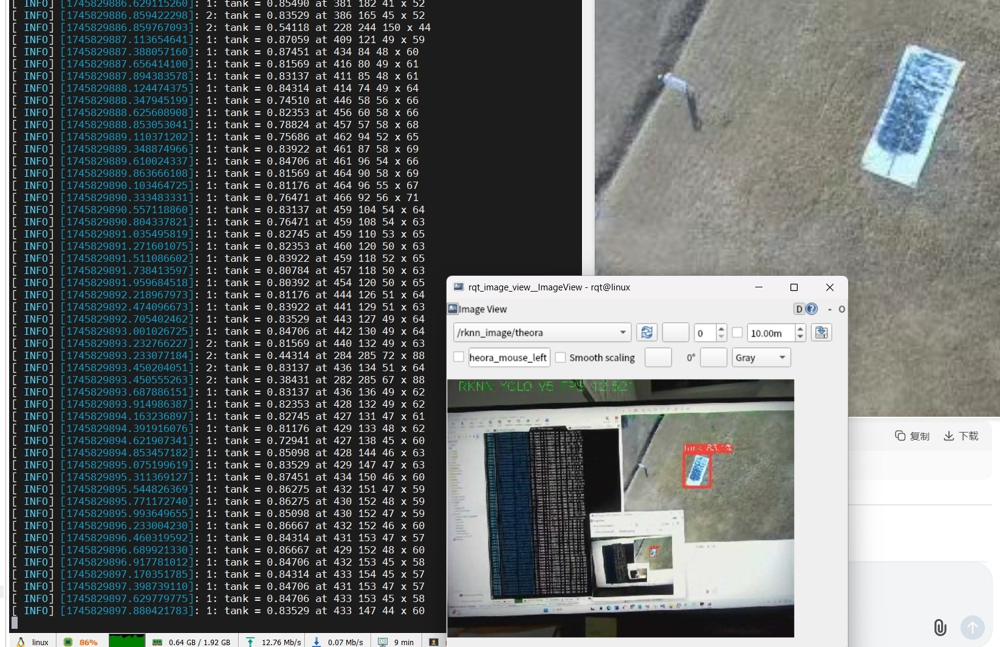 [ INFO] [1745829886.629115260]: 1: tank = 0.85490 at 381 182 41 x 52
[ INFO] [1745829886.859422298]: 2: tank = 0.83529 at 386 165 45 x 52
[ INFO] [1745829886.859767093]: 2: tank = 0.54118 at 228 244 150 x 44
[ INFO] [1745829887.113654641]: 1: tank = 0.87059 at 409 121 49 x 59
[ INFO] [1745829887.388057160]: 1: tank = 0.87451 at 434 84 48 x 60
[ INFO] [1745829887.656414100]: 1: tank = 0.81569 at 416 80 49 x 61
[ INFO] [1745829887.894383578]: 1: tank = 0.83137 at 411 85 48 x 61
[ INFO] [1745829888.124474375]: 1: tank = 0.84314 at 414 74 49 x 64
[ INFO] [1745829888.347945199]: 1: tank = 0.74510 at 446 58 56 x 66
[ INFO] [1745829888.625608908]: 1: tank = 0.82353 at 456 60 58 x 66
[ INFO] [1745829888.853053041]: 1: tank = 0.78824 at 457 57 58 x 68
[ INFO] [1745829889.110371202]: 1: tank = 0.75686 at 462 94 52 x 65
[ INFO] [1745829889.348874966]: 1: tank = 0.83922 at 461 87 58 x 69
[ INFO] [1745829889.610024337]: 1: tank = 0.84706 at 461 96 54 x 66
[ INFO] [1745829889.863666108]: 1: tank = 0.81569 at 464 90 58 x 69
[ INFO] [1745829890.103464725]: 1: tank = 0.81176 at 464 96 55 x 67
[ INFO] [1745829890.333483331]: 1: tank = 0.76471 at 466 92 56 x 71
[ INFO] [1745829890.557118860]: 1: tank = 0.83137 at 459 104 54 x 64
[ INFO] [1745829890.804337821]: 1: tank = 0.76471 at 459 108 54 x 63
[ INFO] [1745829891.035495819]: 1: tank = 0.82745 at 459 110 53 x 65
[ INFO] [1745829891.271601075]: 1: tank = 0.82353 at 460 120 50 x 63
[ INFO] [1745829891.511086602]: 1: tank = 0.83922 at 459 118 52 x 65
[ INFO] [1745829891.738413597]: 1: tank = 0.80784 at 457 118 50 x 63
[ INFO] [1745829891.959684518]: 1: tank = 0.80392 at 454 120 50 x 65
[ INFO] [1745829892.218967973]: 1: tank = 0.81176 at 444 126 51 x 64
[ INFO] [1745829892.474096673]: 1: tank = 0.83922 at 441 129 51 x 63
[ INFO] [1745829892.705402462]: 1: tank = 0.83529 at 443 127 49 x 64
[ INFO] [1745829893.001026725]: 1: tank = 0.84706 at 442 130 49 x 64
[ INFO] [1745829893.232766227]: 2: tank = 0.81569 at 440 132 49 x 63
[ INFO] [1745829893.233077184]: 2: tank = 0.44314 at 284 285 72 x 88
[ INFO] [1745829893.450204051]: 2: tank = 0.83137 at 436 134 51 x 64
[ INFO] [1745829893.450555263]: 2: tank = 0.38431 at 282 285 67 x 88
[ INFO] [1745829893.687886151]: 1: tank = 0.83137 at 436 136 49 x 62
[ INFO] [1745829893.914986387]: 1: tank = 0.82353 at 428 132 49 x 62
[ INFO] [1745829894.163236897]: 1: tank = 0.82745 at 427 131 47 x 61
[ INFO] [1745829894.391916076]: 1: tank = 0.81176 at 429 133 48 x 62
[ INFO] [1745829894.621907341]: 1: tank = 0.72941 at 427 138 45 x 60
[ INFO] [1745829894.853457182]: 1: tank = 0.85098 at 428 144 46 x 63
[ INFO] [1745829895.075199619]: 1: tank = 0.83529 at 429 147 47 x 63
[ INFO] [1745829895.311369127]: 1: tank = 0.87451 at 434 150 46 x 60
[ INFO] [1745829895.544826369]: 1: tank = 0.86275 at 432 151 47 x 59
[ INFO] [1745829895.771172740]: 1: tank = 0.86275 at 430 152 48 x 59
[ INFO] [1745829895.993649655]: 1: tank = 0.85098 at 430 152 47 x 59
[ INFO] [1745829896.233004230]: 1: tank = 0.86667 at 432 152 46 x 60
[ INFO] [1745829896.460319592]: 1: tank = 0.84314 at 431 153 47 x 57
[ INFO] [1745829896.689921330]: 1: tank = 0.86667 at 429 152 48 x 60
[ INFO] [1745829896.917781012]: 1: tank = 0.84706 at 432 153 45 x 58
[ INFO] [1745829897.170351785]: 1: tank = 0.84314 at 433 154 45 x 57
[ INFO] [1745829897.398739110]: 1: tank = 0.84706 at 431 153 47 x 57
[ INFO] [1745829897.629779775]: 1: tank = 0.84706 at 433 153 45 x 58
[ INFO] [1745829897.880421783]: 1: tank = 0.83529 at 433 147 44 x 60
linux 86% 0.64 GB / 1.92 GB 12.76 Mb/s 0.07 Mb/s 9 min
rqt_image_view__ImageView - rqt@linux
Image View D - O
/rknn_image/theora 0 10.00m
heora_mouse_left Smooth scaling 0° Gray
RKNN YOLO V5 FPS 12.521
tank 83.1%
复制 下载